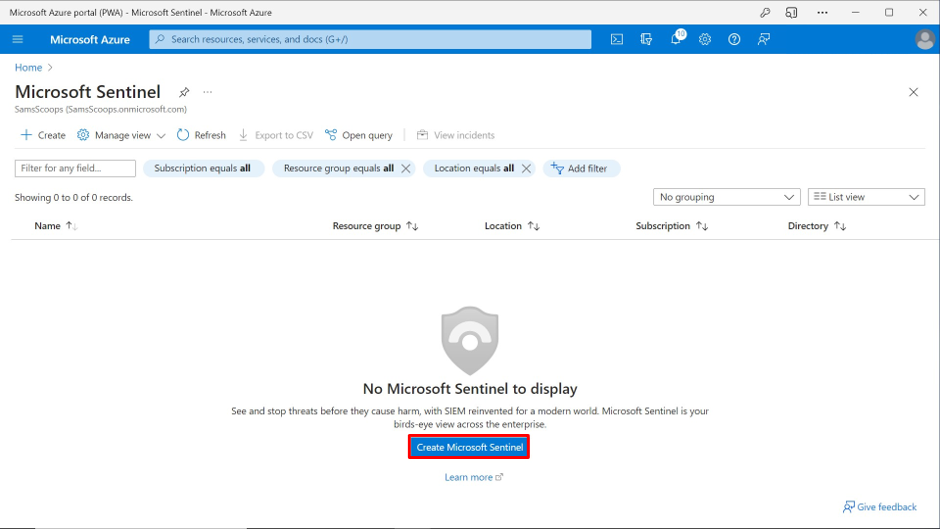 Microsoft Azure portal (PWA) - Microsoft Sentinel - Microsoft Azure
Microsoft Azure
Search resources, services, and docs (G+/)
10
Home
Microsoft Sentinel
SamsScoops (SamsScoops.onmicrosoft.com)
Create Manage view Refresh Export to CSV Open query View incidents
Filter for any field... Subscription equals all Resource group equals all Location equals all Add filter
Showing 0 to 0 of 0 records. No grouping List view
Name Resource group Location Subscription Directory
No Microsoft Sentinel to display
See and stop threats before they cause harm, with SIEM reinvented for a modern world. Microsoft Sentinel is your
birds-eye view across the enterprise.
Create Microsoft Sentinel
Learn more
Give feedback